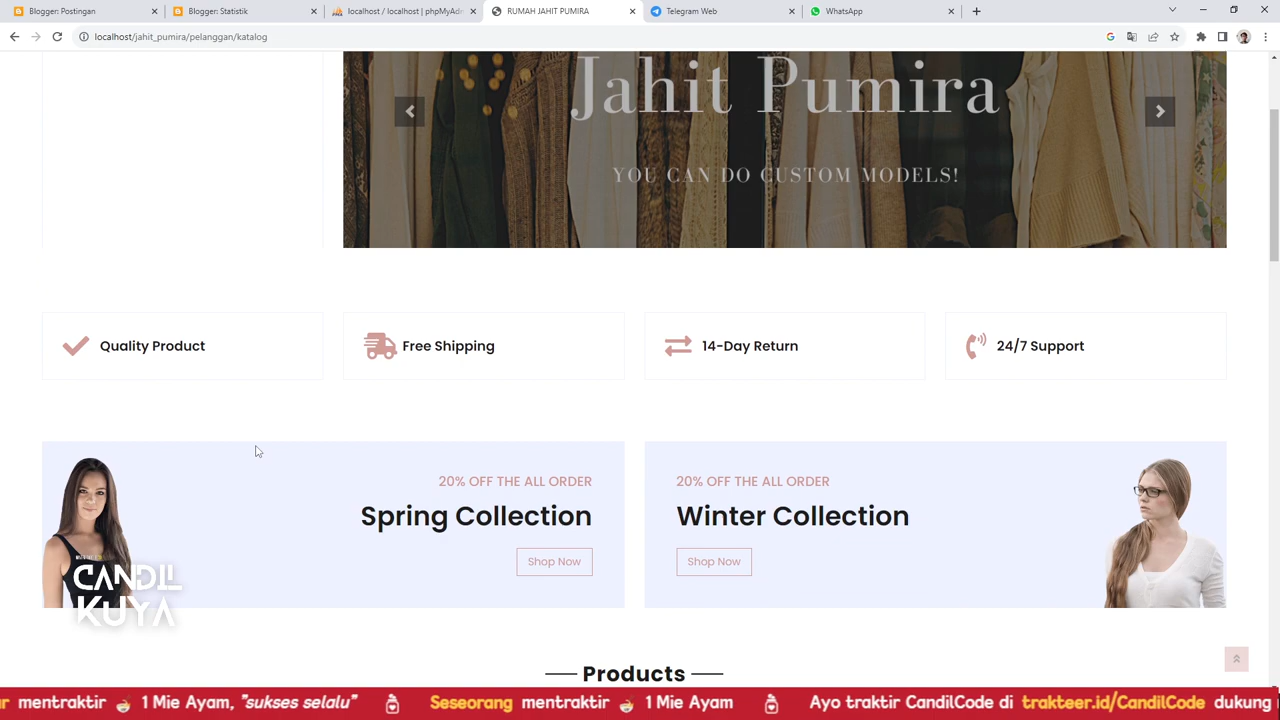 Blogger: Postingan
Blogger: Statistik
localhost / localhost | phpMyAdm
RUMAH JAHIT PUMIRA
Telegram Web
WhatsApp
localhost/jahit_pumira/pelanggan/katalog
Jahit Pumira
YOU CAN DO CUSTOM MODELS!
Quality Product
Free Shipping
14-Day Return
24/7 Support
20% OFF THE ALL ORDER
Spring Collection
Shop Now
20% OFF THE ALL ORDER
Winter Collection
Shop Now
CANDIL
KUYA
Products
ar mentraktir 1 Mie Ayam, "sukses selalu" Seseorang mentraktir 1 Mie Ayam Ayo traktir CandilCode di trakteer.id/CandilCode dukung